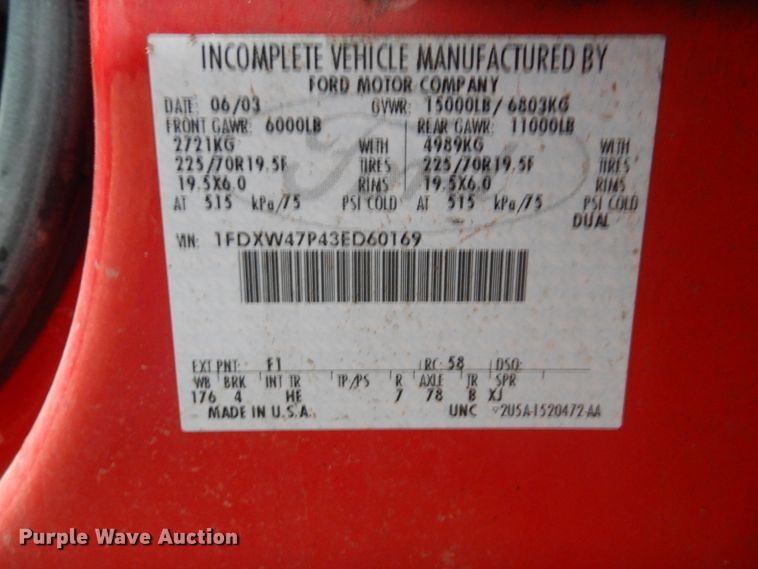 INCOMPLETE VEHICLE MANUFACTURED BY
FORD MOTOR COMPANY
DATE: 06/03 GVWR: 15000LB/ 6803KG
FRONT GAWR: 6000LB REAR GAWR: 11000LB
2721KG WITH 4989KG WITH
225/70R19.5F TIRES 225/70R19.5F TIRES
19.5X6.0 RIMS 19.5X6.0 RIMS
AT 515 kPa/75 PSI COLD AT 515 kPa/75 PSI COLD
DUAL
Ford
VIN: 1FDXW47P43ED60169
EXT PNT: F1 RC: 58 DSO:
WB BRK INT TR TP/PS R AXLE TR SPR
176 4 HE 7 78 8 XJ
MADE IN U.S.A. UNC 2U5A-1520472-AA
Purple Wave Auction